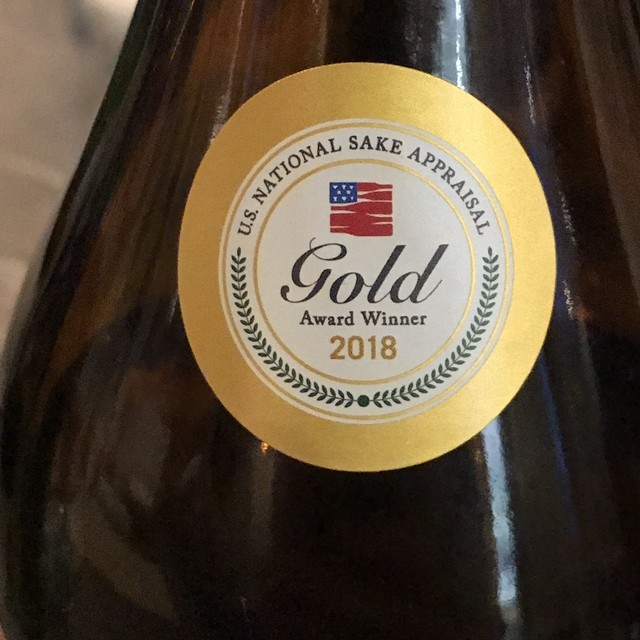 U.S. NATIONAL SAKE APPRAISAL
Gold
Award Winner
2018